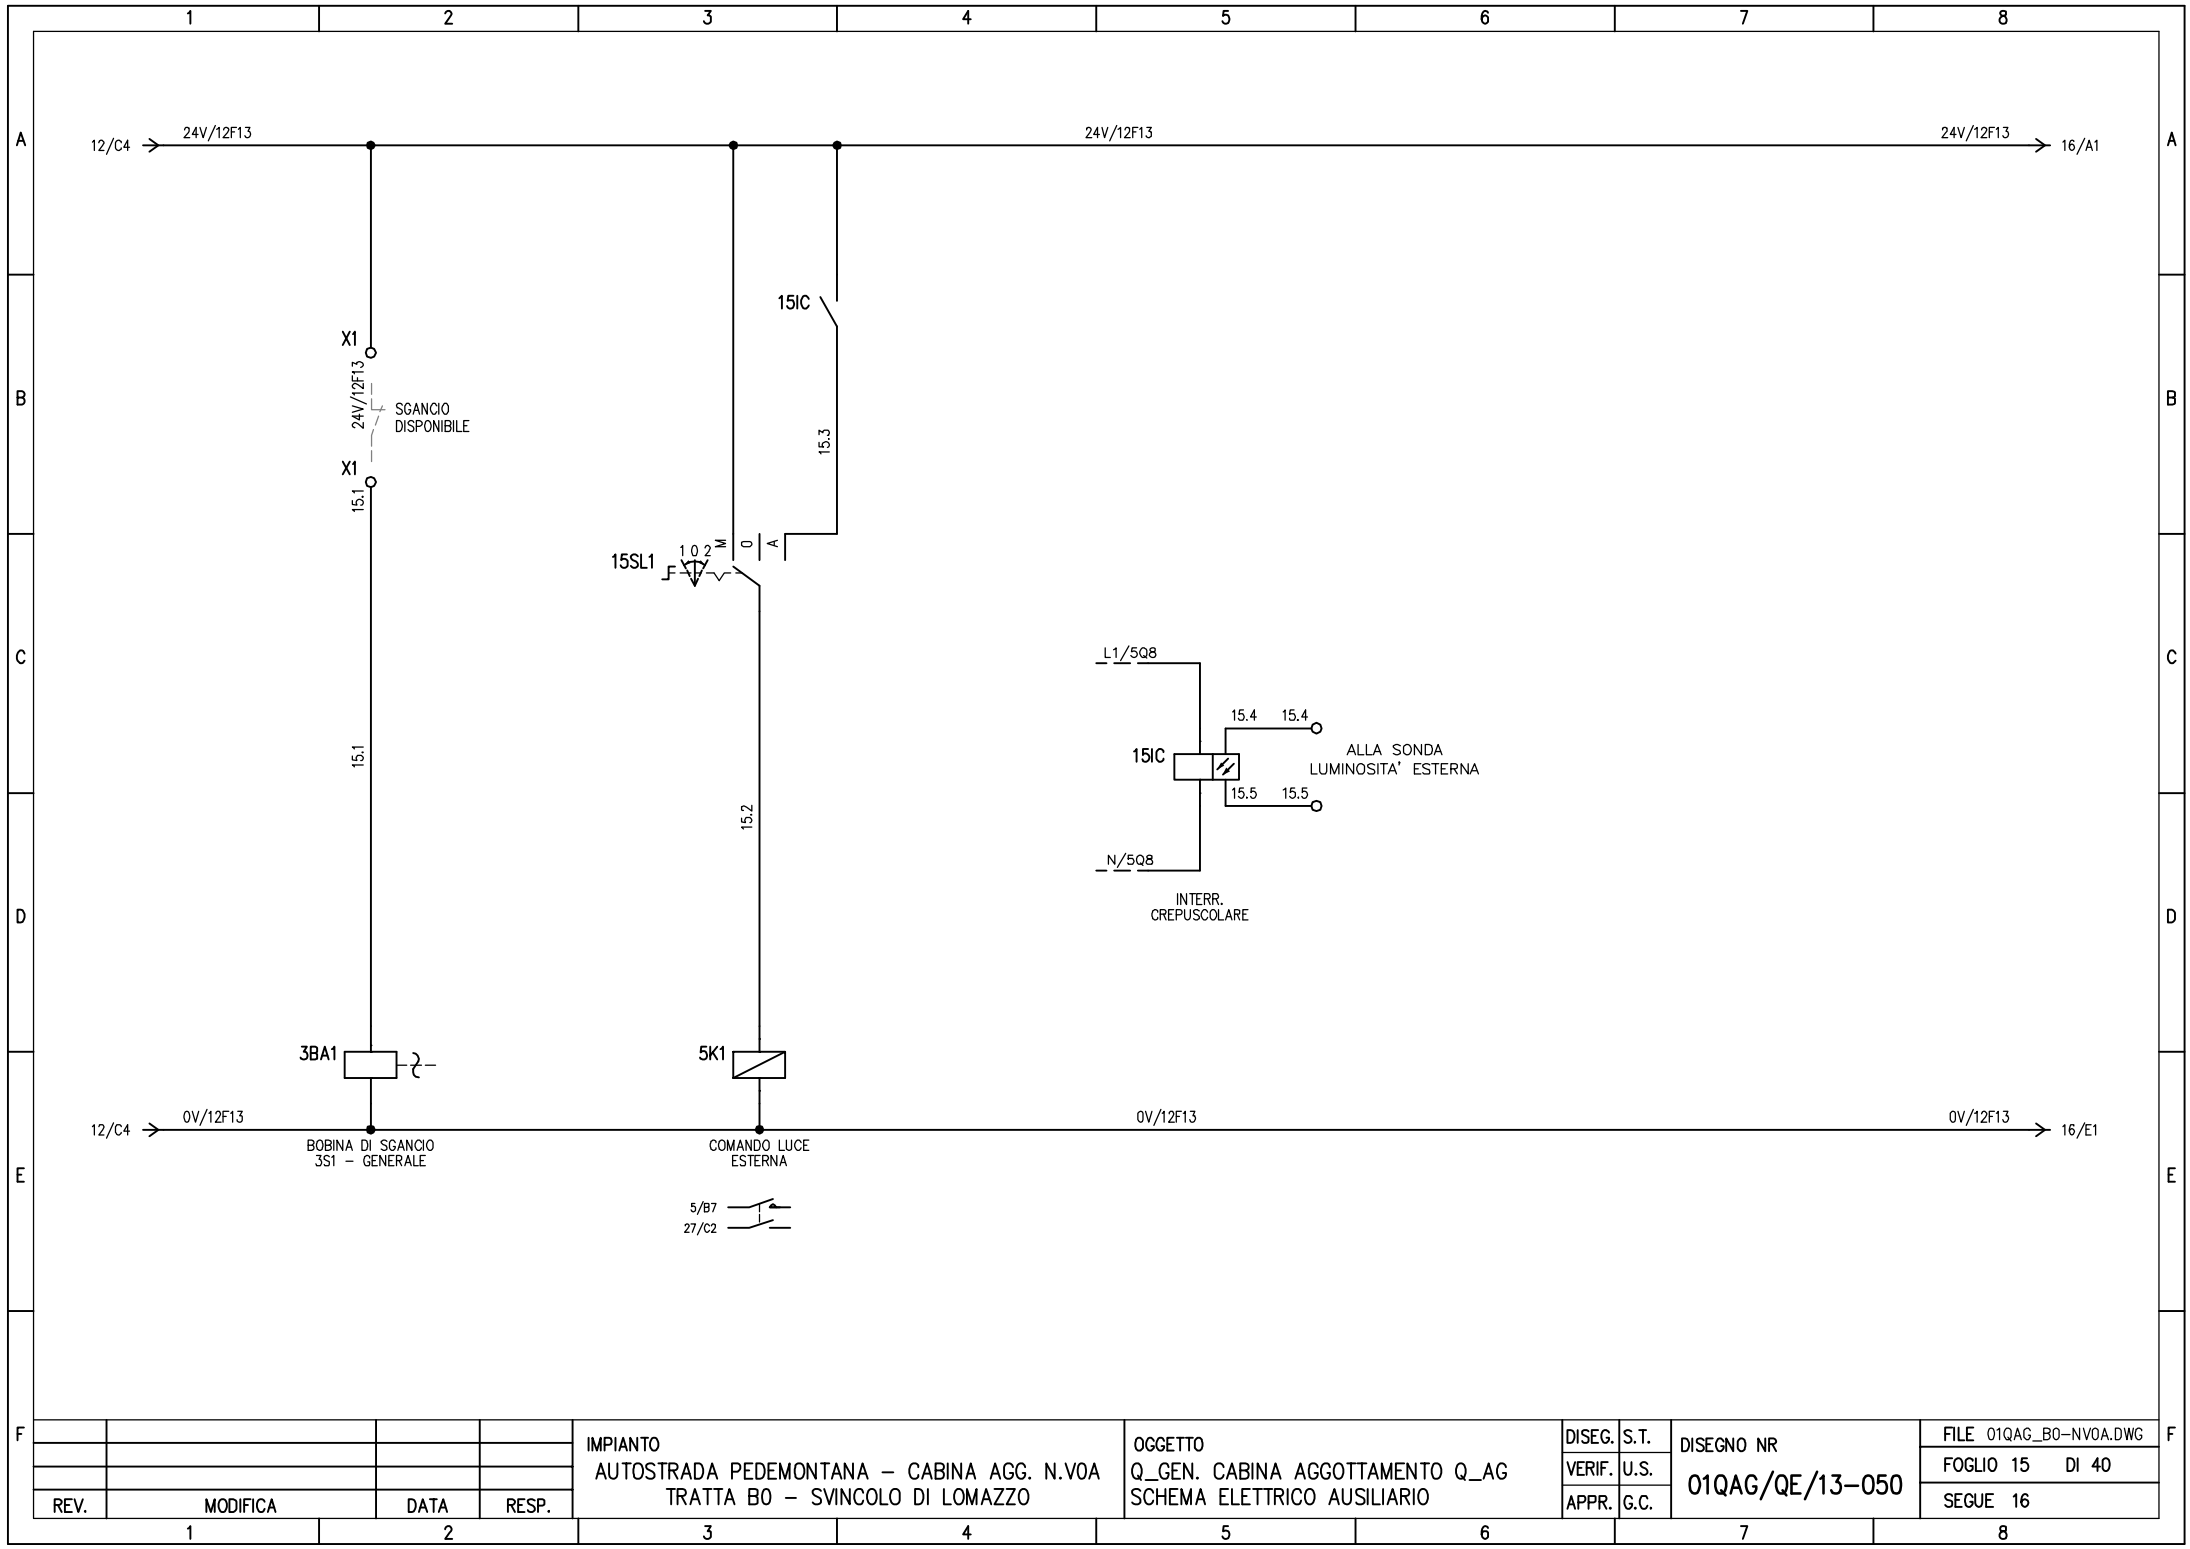 1 2 3 4 5 6 7 8
A A
12/C4 24V/12F13 24V/12F13 24V/12F13 16/A1
15IC
X1
24V/12F13
B B
SGANCIO
DISPONIBILE
15.3
X1
15.1
M 0 A
1 0 2
15SL1
C C
L1/5Q8
15.4 15.4
15.1
15IC
ALLA SONDA
LUMINOSITA' ESTERNA
15.5 15.5
15.2
N/5Q8
INTERR.
CREPUSCOLARE
D D
3BA1 5K1
12/C4 0V/12F13 0V/12F13 0V/12F13 16/E1
BOBINA DI SGANCIO
3S1 - GENERALE
COMANDO LUCE
ESTERNA
E E
5/B7
27/C2
F F
REV. MODIFICA DATA RESP.
IMPIANTO
AUTOSTRADA PEDEMONTANA - CABINA AGG. N.V0A
TRATTA B0 - SVINCOLO DI LOMAZZO
OGGETTO
Q_GEN. CABINA AGGOTTAMENTO Q_AG
SCHEMA ELETTRICO AUSILIARIO
DISEG. S.T.
VERIF. U.S.
APPR. G.C.
DISEGNO NR
01QAG/QE/13-050
FILE 01QAG_B0-NV0A.DWG
FOGLIO 15 DI 40
SEGUE 16
1 2 3 4 5 6 7 8